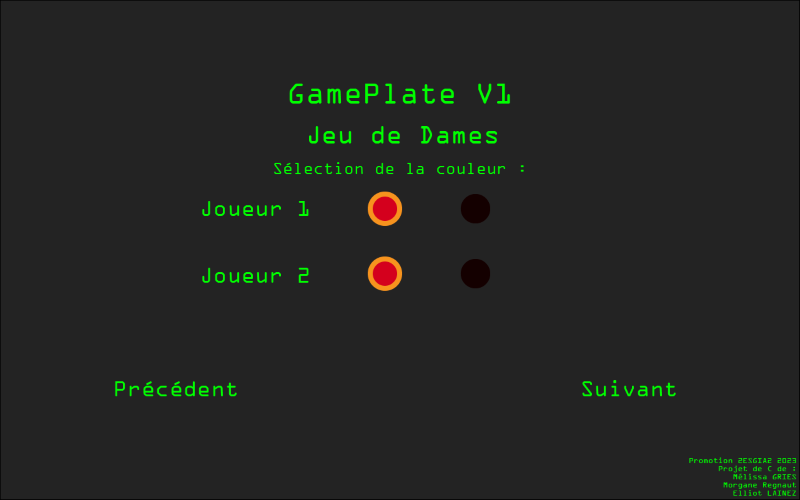 GamePlate V1
Jeu de Dames
Sélection de la couleur :
Joueur 1
Joueur 2
Précédent
Suivant
Promotion 2ESGIA2 2023
Projet de C de :
Mélissa GRIES
Morgane Regnaut
Elliot LAINEZ